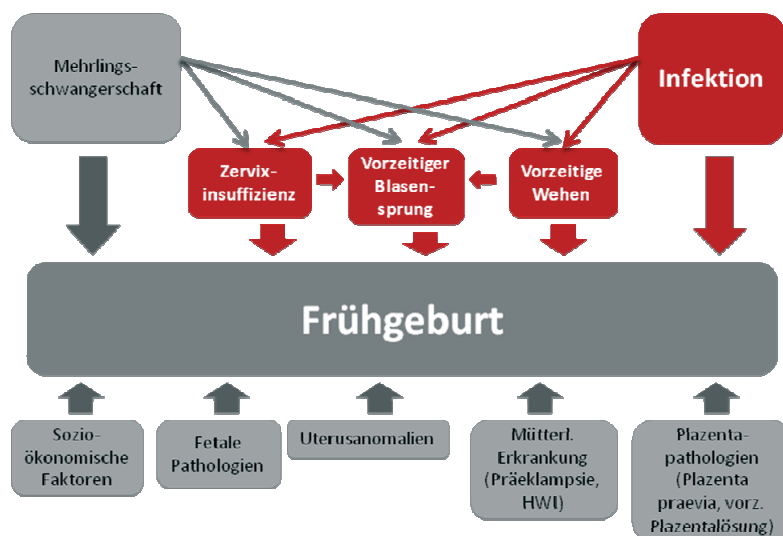 Mehrlings-
schwangerschaft
Infektion
Zervix-
insuffizienz
Vorzeitiger
Blasen-
sprung
Vorzeitige
Wehen
Frühgeburt
Sozio-
ökonomische
Faktoren
Fetale
Pathologien
Uterusanomalien
Mütterl.
Erkrankung
(Präeklampsie,
HWI)
Plazenta-
pathologien
(Plazenta
praevia, vorz.
Plazentalösung)